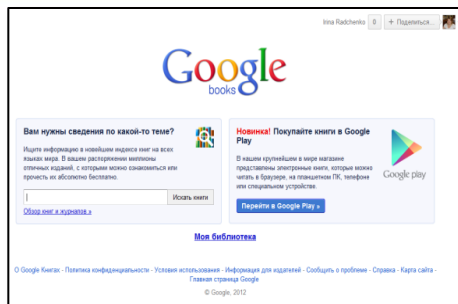 Irina Radchenko 0 + Поделиться...
Google
books
Вам нужны сведения по какой-то теме?
Ищите информацию в новейшем индексе книг на всех
языках мира. В вашем распоряжении миллионы
отличных изданий, с которыми можно ознакомиться или
прочесть их абсолютно бесплатно.
Искать книги
Обзор книг и журналов »
Новинка! Покупайте книги в Google
Play
В нашем крупнейшем в мире магазине
представлены электронные книги, которые можно
читать в браузере, на планшетном ПК, телефоне
или специальном устройстве.
Перейти в Google Play »
Google play
Моя библиотека
О Google Книгах - Политика конфиденциальности - Условия использования - Информация для издателей - Сообщить о проблеме - Справка - Карта сайта -
Главная страница Google
© Google, 2012